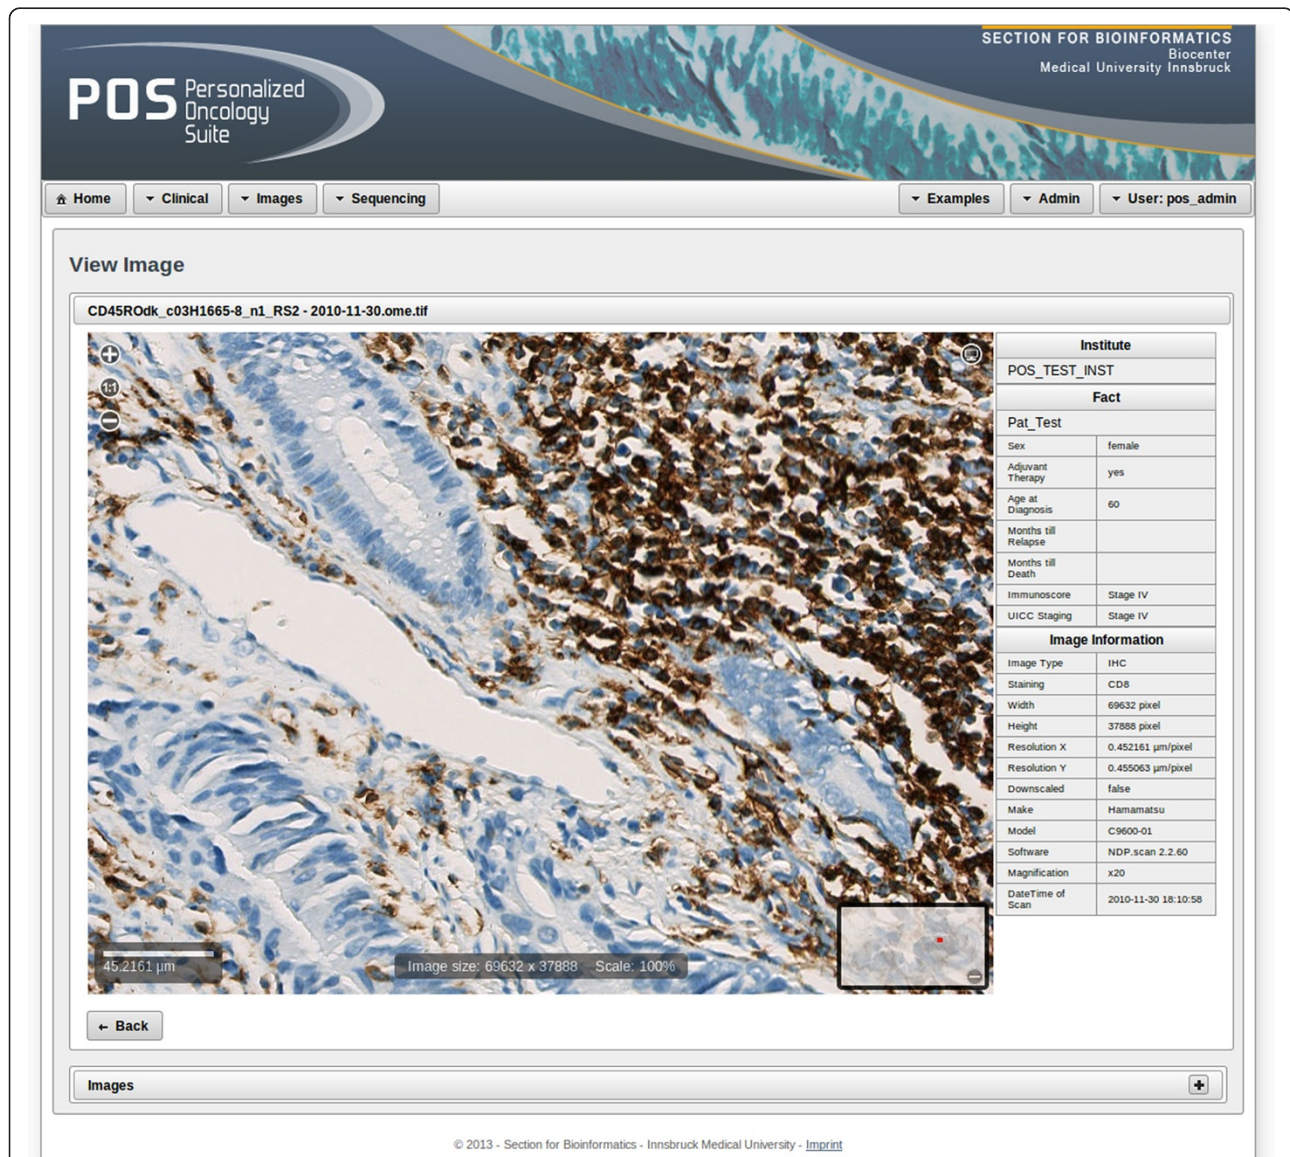 SECTION FOR BIOINFORMATICS
Biocenter
Medical University Innsbruck
POS Personalized
Oncology
Suite
Home Clinical Images Sequencing Examples Admin User: pos_admin
View Image
CD45ROdk_c03H1665-8_n1_RS2 - 2010-11-30.ome.tif
1:1
Institute
POS_TEST_INST
Fact
Pat_Test
Sex female
Adjuvant
Therapy yes
Age at
Diagnosis 60
Months till
Relapse
Months till
Death
Immunoscore Stage IV
UICC Staging Stage IV
Image Information
Image Type IHC
Staining CD8
Width 69632 pixel
Height 37888 pixel
Resolution X 0.452161 µm/pixel
Resolution Y 0.455063 µm/pixel
Downscaled false
Make Hamamatsu
Model C9600-01
Software NDP.scan 2.2.60
Magnification x20
DateTime of
Scan 2010-11-30 18:10:58
45.2161 µm
Image size: 69632 x 37888 Scale: 100%
← Back
Images
© 2013 - Section for Bioinformatics - Innsbruck Medical University - Imprint